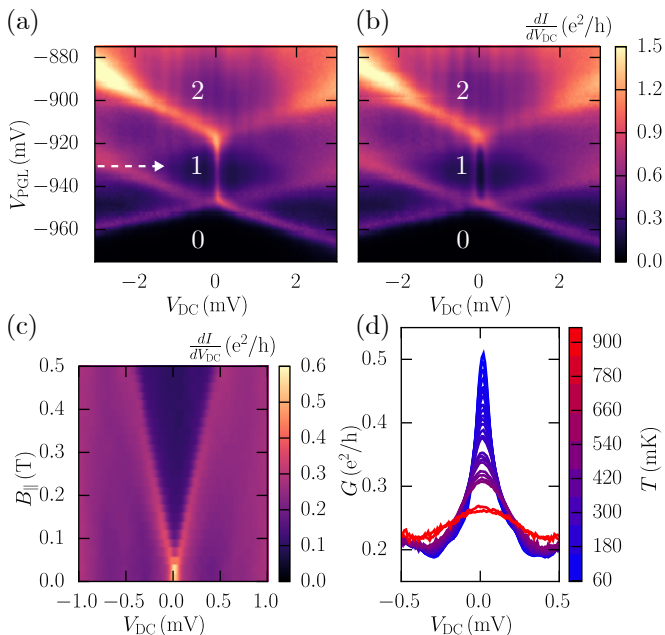 (a)
(b)
dI/dV_DC (e²/h)
−880
−900
−920
−940
−960
V_PGL (mV)
2
1
0
2
1
0
1.5
1.2
0.9
0.6
0.3
0.0
−2 0 2
−2 0 2
V_DC (mV)
V_DC (mV)
(c)
(d)
dI/dV_DC (e²/h)
0.5
0.4
0.3
0.2
0.1
0.0
B_∥ (T)
0.6
0.5
0.4
0.3
0.2
0.1
0.0
−1.0 −0.5 0.0 0.5 1.0
V_DC (mV)
0.5
0.4
0.3
0.2
G (e²/h)
−0.5 0.0 0.5
V_DC (mV)
900
780
660
540
420
300
180
60
T (mK)